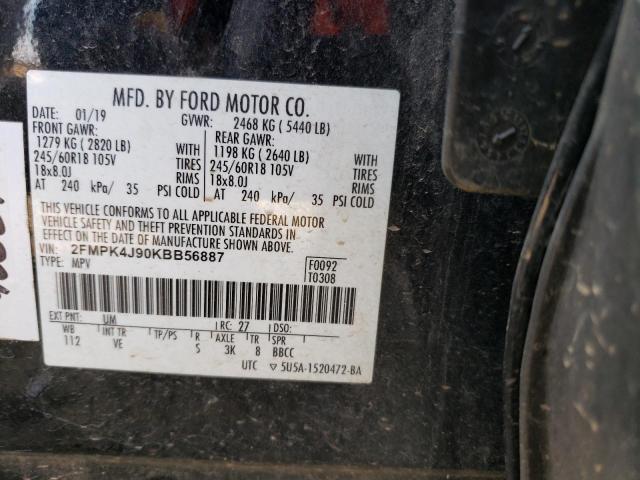 MFD. BY FORD MOTOR CO.
DATE: 01/19 GVWR: 2468 KG ( 5440 LB)
FRONT GAWR: REAR GAWR:
1279 KG ( 2820 LB) WITH 1198 KG ( 2640 LB) WITH
245/60R18 105V TIRES 245/60R18 105V TIRES
18x8.0J RIMS 18x8.0J RIMS
AT 240 kPa/ 35 PSI COLD AT 240 kPa/ 35 PSI COLD
THIS VEHICLE CONFORMS TO ALL APPLICABLE FEDERAL MOTOR
VEHICLE SAFETY AND THEFT PREVENTION STANDARDS IN
EFFECT ON THE DATE OF MANUFACTURE SHOWN ABOVE.
VIN: 2FMPK4J90KBB56887 F0092
TYPE: MPV T0308
EXT PNT: UM RC: 27 DSO:
WB INT TR TP/PS R AXLE TR SPR
112 VE 5 3K 8 BBCC
UTC ▽ 5U5A-1520472-BA